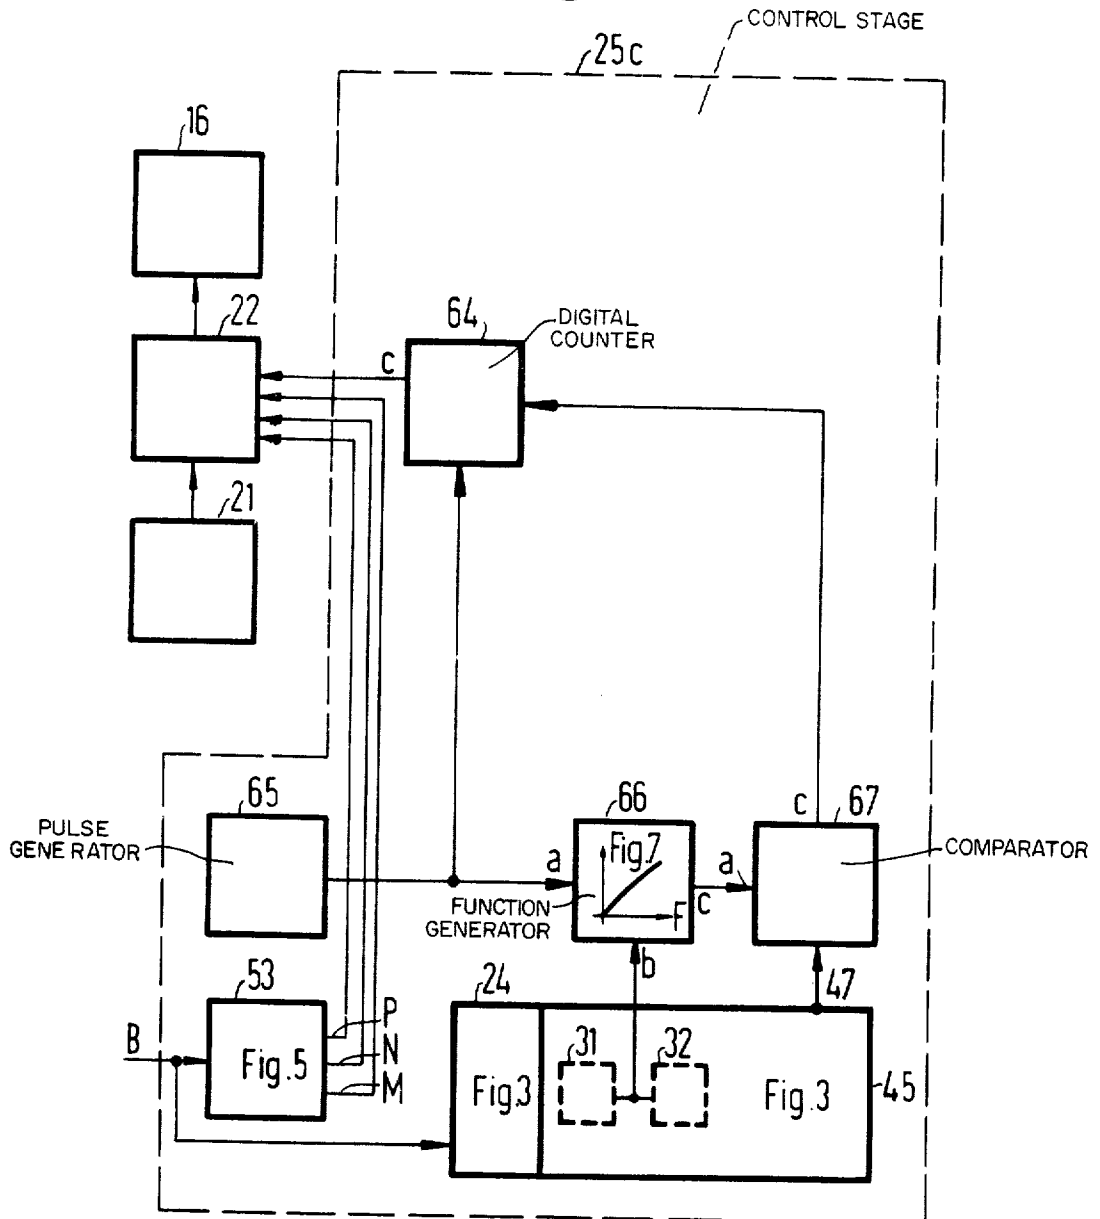 CONTROL STAGE
25c
16
22
64
DIGITAL
COUNTER
c
21
65
PULSE
GENERATOR
66
Fig.7
F
a
FUNCTION
GENERATOR
b
c
a
c
67
COMPARATOR
53
Fig.5
B
P
N
M
24
Fig.3
31
32
Fig.3
47
45